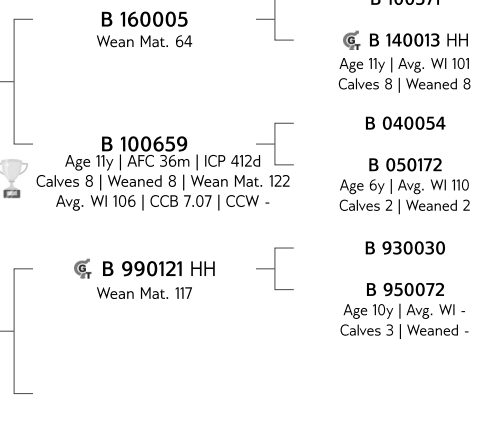 B 160005
Wean Mat. 64
B 100659
Age 11y | AFC 36m | ICP 412d
Calves 8 | Weaned 8 | Wean Mat. 122
Avg. WI 106 | CCB 7.07 | CCW -
GT B 990121 HH
Wean Mat. 117
GT B 140013 HH
Age 11y | Avg. WI 101
Calves 8 | Weaned 8
B 040054
B 050172
Age 6y | Avg. WI 110
Calves 2 | Weaned 2
B 930030
B 950072
Age 10y | Avg. WI -
Calves 3 | Weaned -